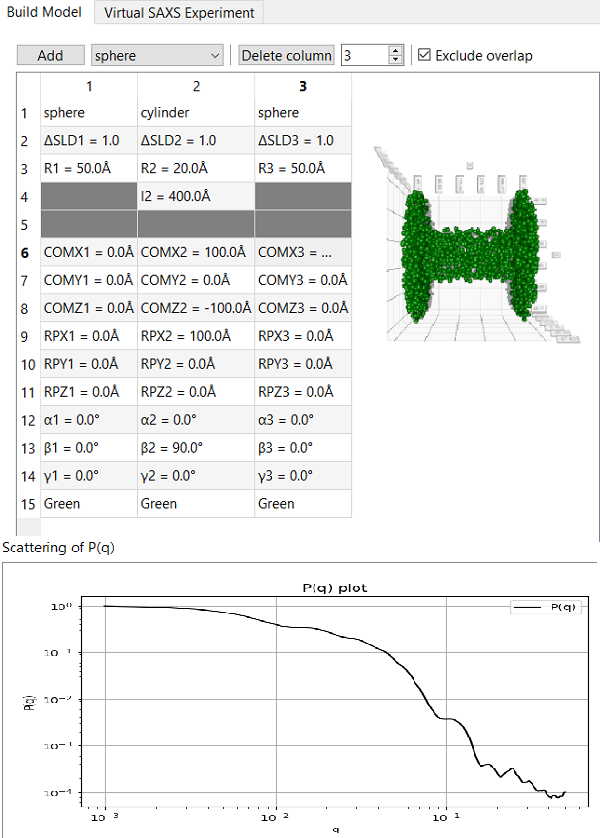 Build Model Virtual SAXS Experiment
Add sphere Delete column 3 Exclude overlap
1 2 3
1 sphere cylinder sphere
2 ΔSLD1 = 1.0 ΔSLD2 = 1.0 ΔSLD3 = 1.0
3 R1 = 50.0Å R2 = 20.0Å R3 = 50.0Å
4 l2 = 400.0Å
5
6 COMX1 = 0.0Å COMX2 = 100.0Å COMX3 = ...
7 COMY1 = 0.0Å COMY2 = 0.0Å COMY3 = 0.0Å
8 COMZ1 = 0.0Å COMZ2 = -100.0Å COMZ3 = 0.0Å
9 RPX1 = 0.0Å RPX2 = 100.0Å RPX3 = 0.0Å
10 RPY1 = 0.0Å RPY2 = 0.0Å RPY3 = 0.0Å
11 RPZ1 = 0.0Å RPZ2 = 0.0Å RPZ3 = 0.0Å
12 α1 = 0.0° α2 = 0.0° α3 = 0.0°
13 β1 = 0.0° β2 = 90.0° β3 = 0.0°
14 γ1 = 0.0° γ2 = 0.0° γ3 = 0.0°
15 Green Green Green
Scattering of P(q)
P(q) plot
P(q)
P(q)
10⁰
10⁻¹
10⁻²
10⁻³
10⁻⁴
10⁻³ 10⁻² 10⁻¹
q